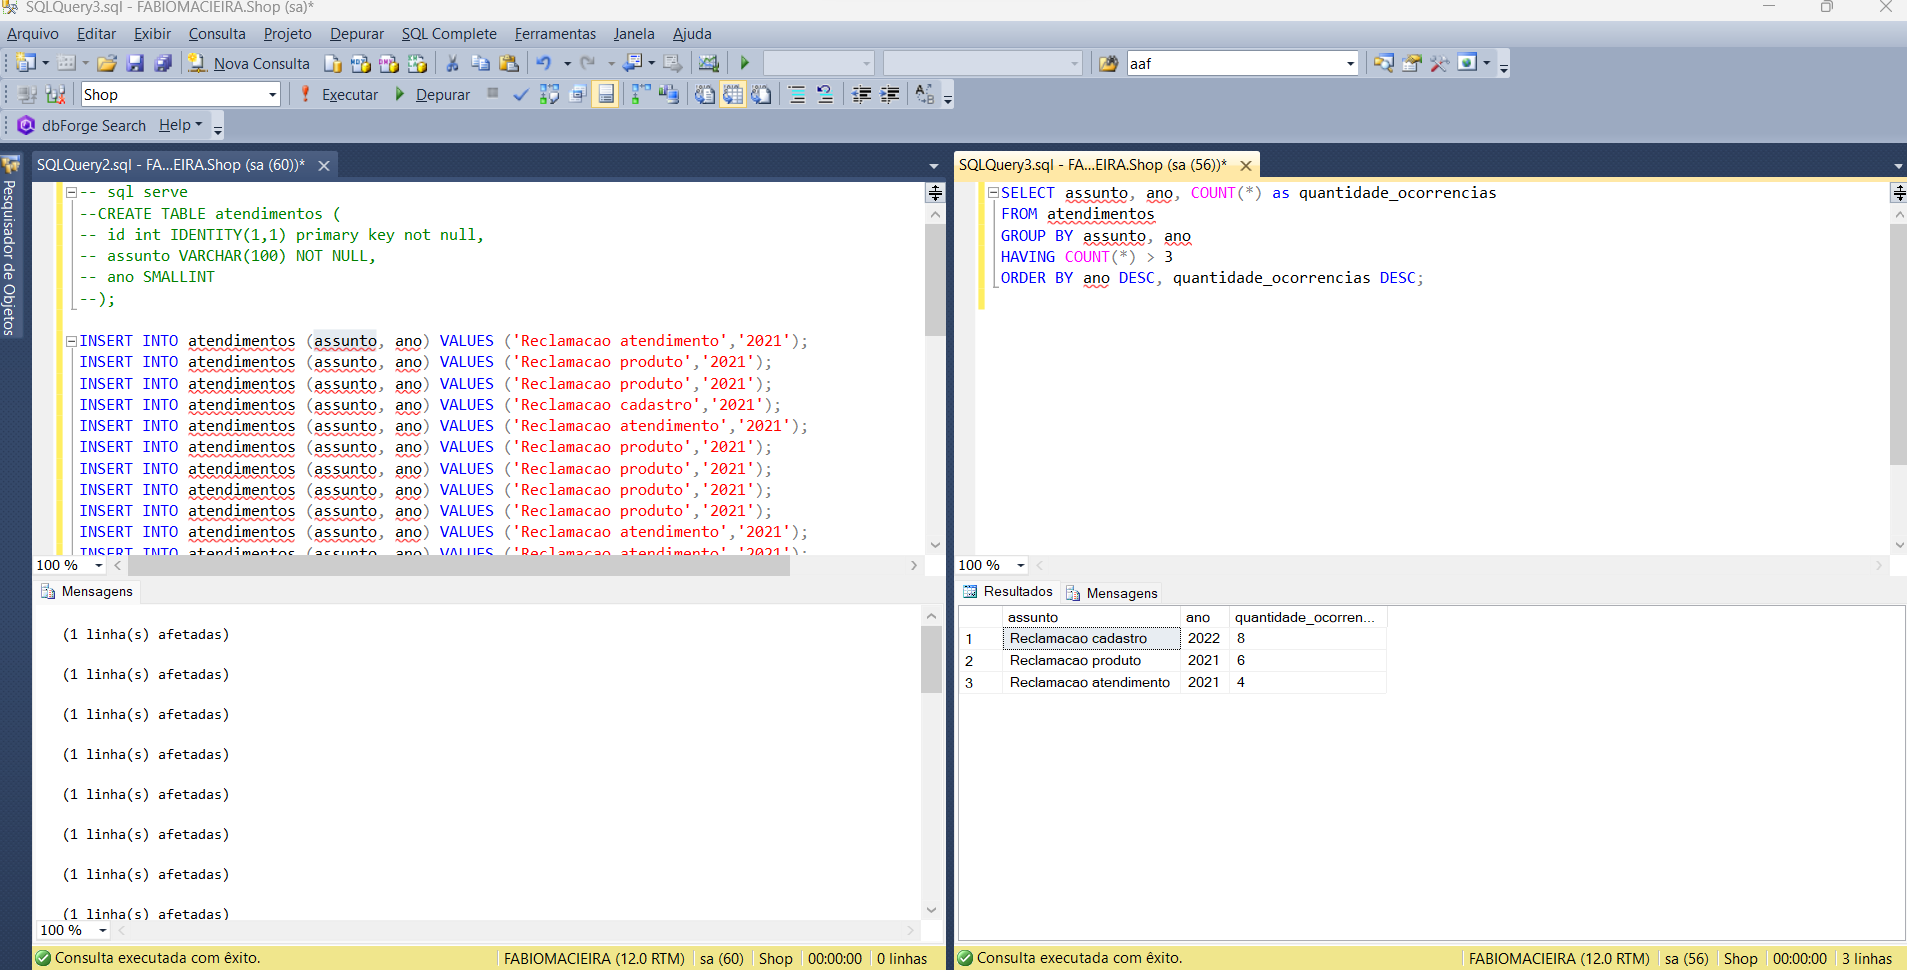 SQLQuery3.sql - FABIOMACIEIRA.Shop (sa)*
Arquivo Editar Exibir Consulta Projeto Depurar SQL Complete Ferramentas Janela Ajuda
Nova Consulta aaf
Shop Executar Depurar
dbForge Search Help
Pesquisador de Objetos
SQLQuery2.sql - FA...EIRA.Shop (sa (60))*
-- sql serve
--CREATE TABLE atendimentos (
-- id int IDENTITY(1,1) primary key not null,
-- assunto VARCHAR(100) NOT NULL,
-- ano SMALLINT
--);
INSERT INTO atendimentos (assunto, ano) VALUES ('Reclamacao atendimento','2021');
INSERT INTO atendimentos (assunto, ano) VALUES ('Reclamacao produto','2021');
INSERT INTO atendimentos (assunto, ano) VALUES ('Reclamacao produto','2021');
INSERT INTO atendimentos (assunto, ano) VALUES ('Reclamacao cadastro','2021');
INSERT INTO atendimentos (assunto, ano) VALUES ('Reclamacao atendimento','2021');
INSERT INTO atendimentos (assunto, ano) VALUES ('Reclamacao produto','2021');
INSERT INTO atendimentos (assunto, ano) VALUES ('Reclamacao produto','2021');
INSERT INTO atendimentos (assunto, ano) VALUES ('Reclamacao produto','2021');
INSERT INTO atendimentos (assunto, ano) VALUES ('Reclamacao produto','2021');
INSERT INTO atendimentos (assunto, ano) VALUES ('Reclamacao atendimento','2021');
INSERT INTO atendimentos (assunto, ano) VALUES ('Reclamacao atendimento','2021');
100 %
Mensagens
(1 linha(s) afetadas)
(1 linha(s) afetadas)
(1 linha(s) afetadas)
(1 linha(s) afetadas)
(1 linha(s) afetadas)
(1 linha(s) afetadas)
(1 linha(s) afetadas)
(1 linha(s) afetadas)
100 %
Consulta executada com êxito. FABIOMACIEIRA (12.0 RTM) sa (60) Shop 00:00:00 0 linhas
SQLQuery3.sql - FA...EIRA.Shop (sa (56))*
SELECT assunto, ano, COUNT(*) as quantidade_ocorrencias
FROM atendimentos
GROUP BY assunto, ano
HAVING COUNT(*) > 3
ORDER BY ano DESC, quantidade_ocorrencias DESC;
100 %
Resultados Mensagens
assunto ano quantidade_ocorren...
1 Reclamacao cadastro 2022 8
2 Reclamacao produto 2021 6
3 Reclamacao atendimento 2021 4
Consulta executada com êxito. FABIOMACIEIRA (12.0 RTM) sa (56) Shop 00:00:00 3 linhas